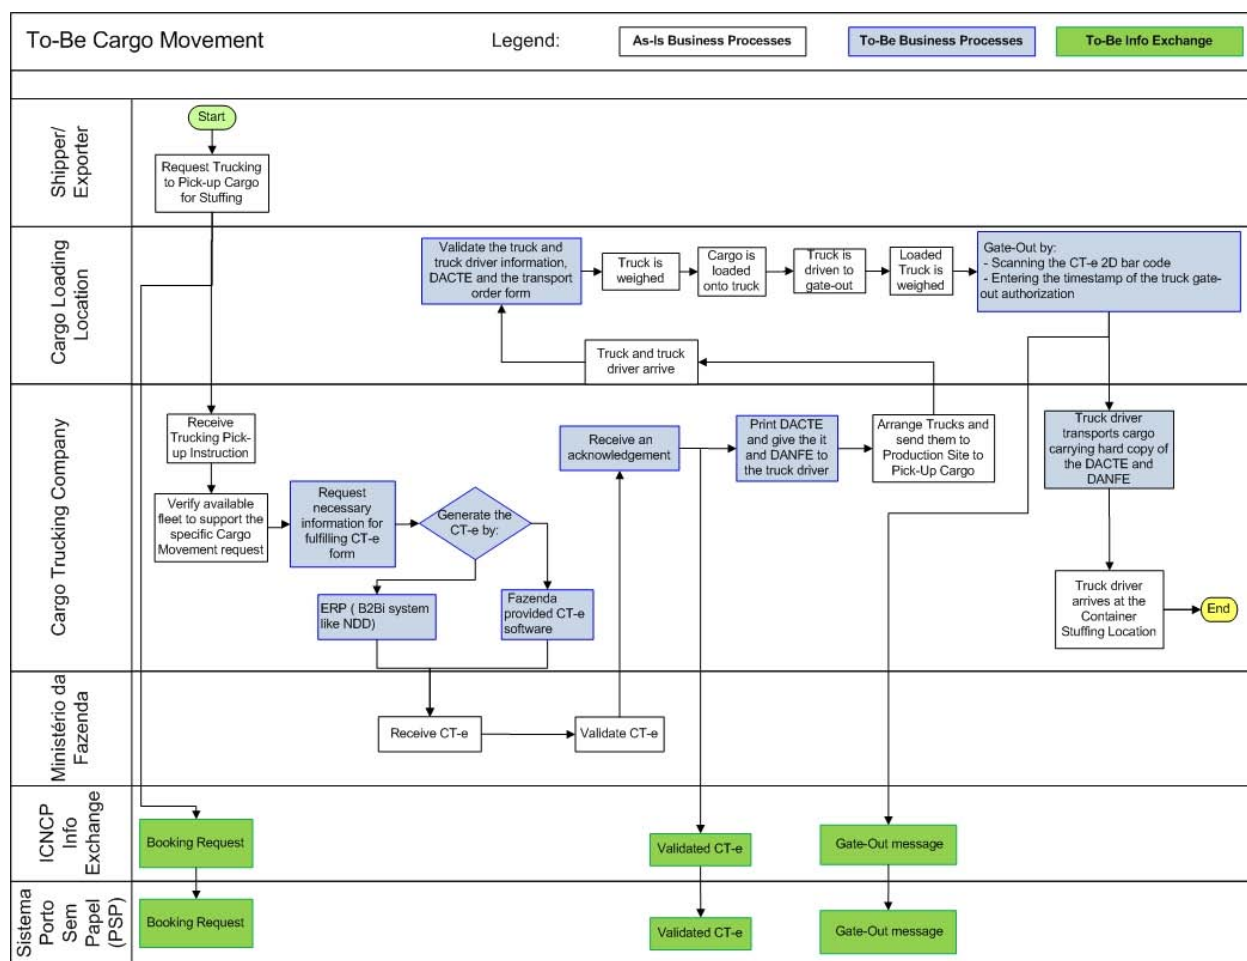 To-Be Cargo Movement
Legend:
As-Is Business Processes
To-Be Business Processes
To-Be Info Exchange
Shipper/
Exporter
Start
Request Trucking
to Pick-up Cargo
for Stuffing
Cargo Loading
Location
Validate the truck and
truck driver information,
DACTE and the transport
order form
Truck is
weighed
Cargo is
loaded
onto truck
Truck is
driven to
gate-out
Loaded
Truck is
weighed
Gate-Out by:
- Scanning the CT-e 2D bar code
- Entering the timestamp of the truck gate-
out authorization
Truck and truck
driver arrive
Cargo Trucking Company
Receive
Trucking Pick-
up Instruction
Verify available
fleet to support the
specific Cargo
Movement request
Request
necessary
information for
fulfilling CT-e
form
Generate the
CT-e by:
ERP ( B2Bi system
like NDD)
Fazenda
provided CT-e
software
Receive an
acknowledgement
Print DACTE
and give the it
and DANFE to
the truck driver
Arrange Trucks and
send them to
Production Site to
Pick-Up Cargo
Truck driver
transports cargo
carrying hard copy of
the DACTE and
DANFE
Truck driver
arrives at the
Container
Stuffing Location
End
Ministério da
Fazenda
Receive CT-e
Validate CT-e
ICNCP
Info
Exchange
Booking Request
Validated CT-e
Gate-Out message
Sistema
Porto
Sem
Papel
(PSP)
Booking Request
Validated CT-e
Gate-Out message